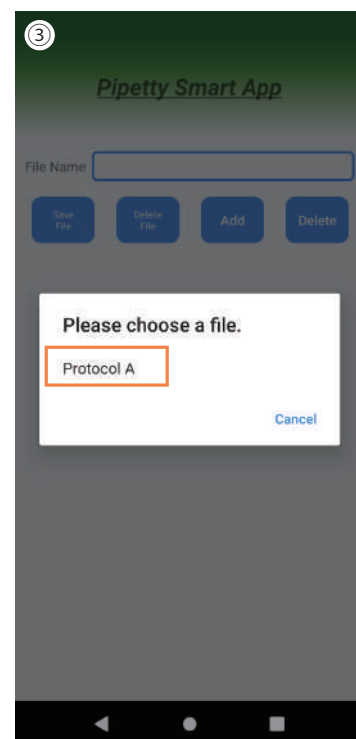 ③
Pipetty Smart App
File Name
Save
File
Delete
File
Add
Delete
Please choose a file.
Protocol A
Cancel